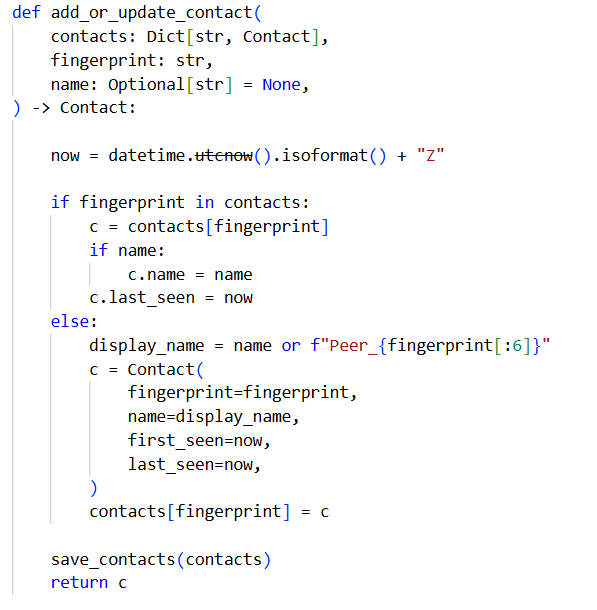 def add_or_update_contact(
    contacts: Dict[str, Contact],
    fingerprint: str,
    name: Optional[str] = None,
) -> Contact:

    now = datetime.utcnow().isoformat() + "Z"

    if fingerprint in contacts:
        c = contacts[fingerprint]
        if name:
            c.name = name
        c.last_seen = now
    else:
        display_name = name or f"Peer_{fingerprint[:6]}"
        c = Contact(
            fingerprint=fingerprint,
            name=display_name,
            first_seen=now,
            last_seen=now,
        )
        contacts[fingerprint] = c

    save_contacts(contacts)
    return c